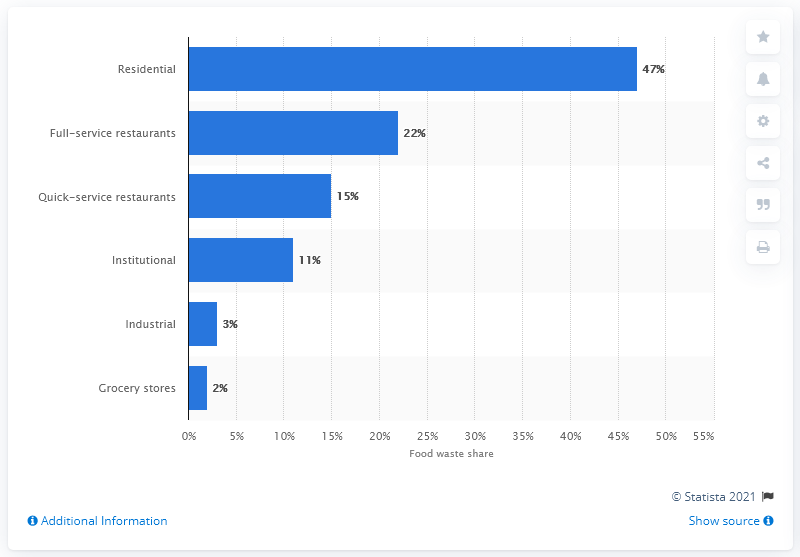 Residential 47%
Full-service restaurants 22%
Quick-service restaurants 15%
Institutional 11%
Industrial 3%
Grocery stores 2%
0% 5% 10% 15% 20% 25% 30% 35% 40% 45% 50% 55%
Food waste share
© Statista 2021
Additional Information Show source